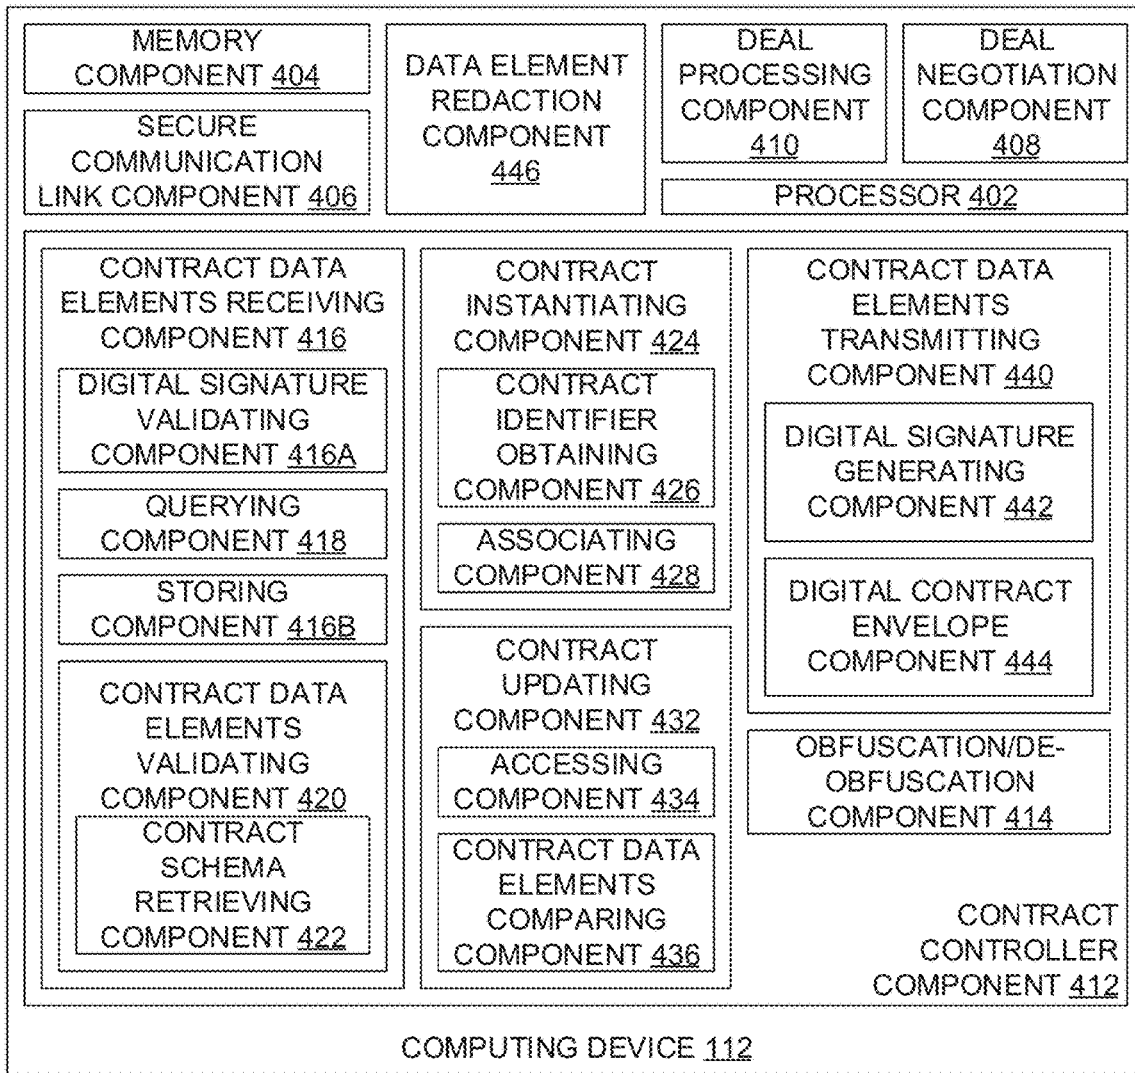 MEMORY
COMPONENT 404
SECURE
COMMUNICATION
LINK COMPONENT 406
DATA ELEMENT
REDACTION
COMPONENT
446
DEAL
PROCESSING
COMPONENT
410
DEAL
NEGOTIATION
COMPONENT
408
PROCESSOR 402
CONTRACT DATA
ELEMENTS RECEIVING
COMPONENT 416
DIGITAL SIGNATURE
VALIDATING
COMPONENT 416A
QUERYING
COMPONENT 418
STORING
COMPONENT 416B
CONTRACT DATA
ELEMENTS
VALIDATING
COMPONENT 420
CONTRACT
SCHEMA
RETRIEVING
COMPONENT 422
CONTRACT
INSTANTIATING
COMPONENT 424
CONTRACT
IDENTIFIER
OBTAINING
COMPONENT 426
ASSOCIATING
COMPONENT 428
CONTRACT
UPDATING
COMPONENT 432
ACCESSING
COMPONENT 434
CONTRACT DATA
ELEMENTS
COMPARING
COMPONENT 436
CONTRACT DATA
ELEMENTS
TRANSMITTING
COMPONENT 440
DIGITAL SIGNATURE
GENERATING
COMPONENT 442
DIGITAL CONTRACT
ENVELOPE
COMPONENT 444
OBFUSCATION/DE-
OBFUSCATION
COMPONENT 414
CONTRACT
CONTROLLER
COMPONENT 412
COMPUTING DEVICE 112